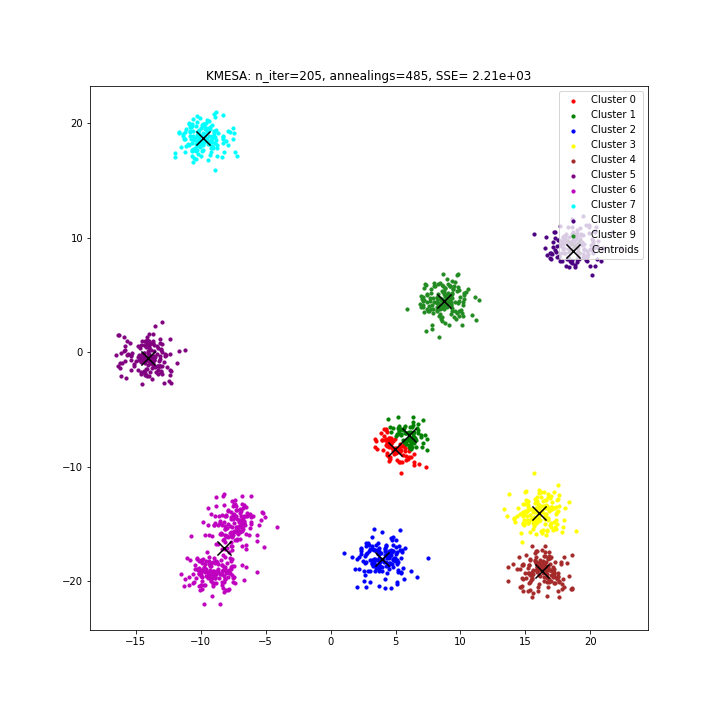 KMESA: n_iter=205, annealings=485, SSE= 2.21e+03
Cluster 0
Cluster 1
Cluster 2
Cluster 3
Cluster 4
Cluster 5
Cluster 6
Cluster 7
Cluster 8
Cluster 9
Centroids
20
10
0
−10
−20
−15
−10
−5
0
5
10
15
20